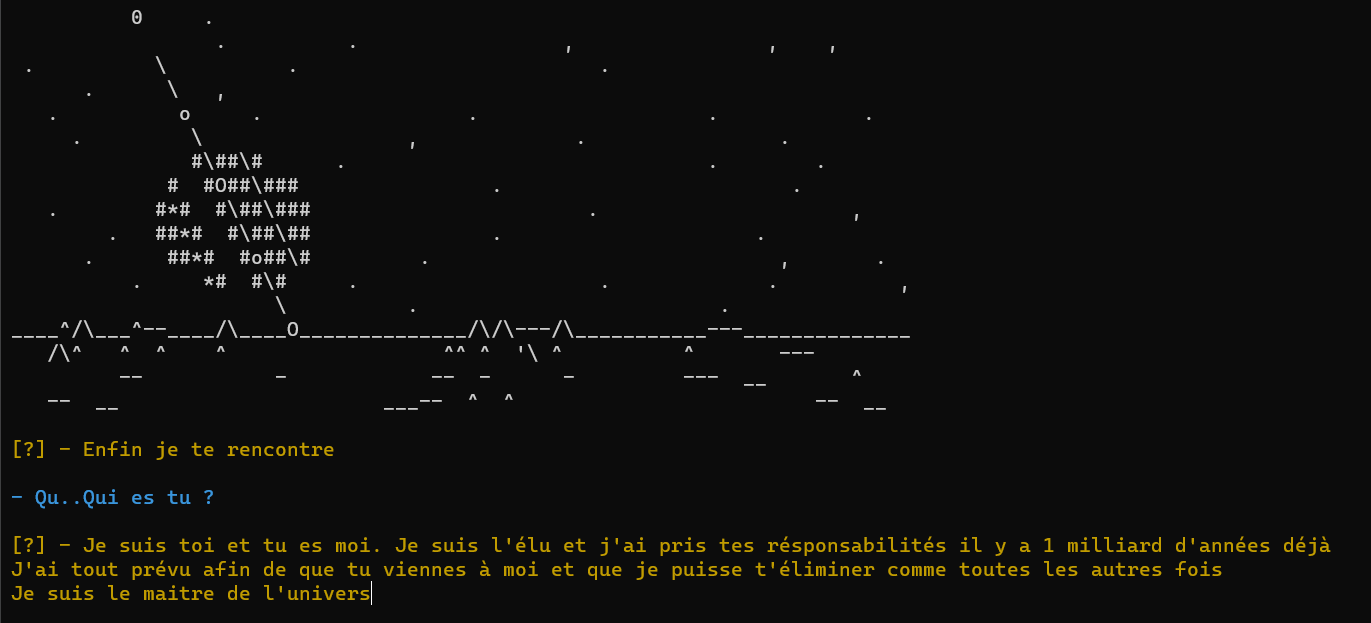 [?] - Enfin je te rencontre
- Qu..Qui es tu ?
[?] - Je suis toi et tu es moi. Je suis l'élu et j'ai pris tes résponsabilités il y a 1 milliard d'années déjà
J'ai tout prévu afin de que tu viennes à moi et que je puisse t'éliminer comme toutes les autres fois
Je suis le maitre de l'univers